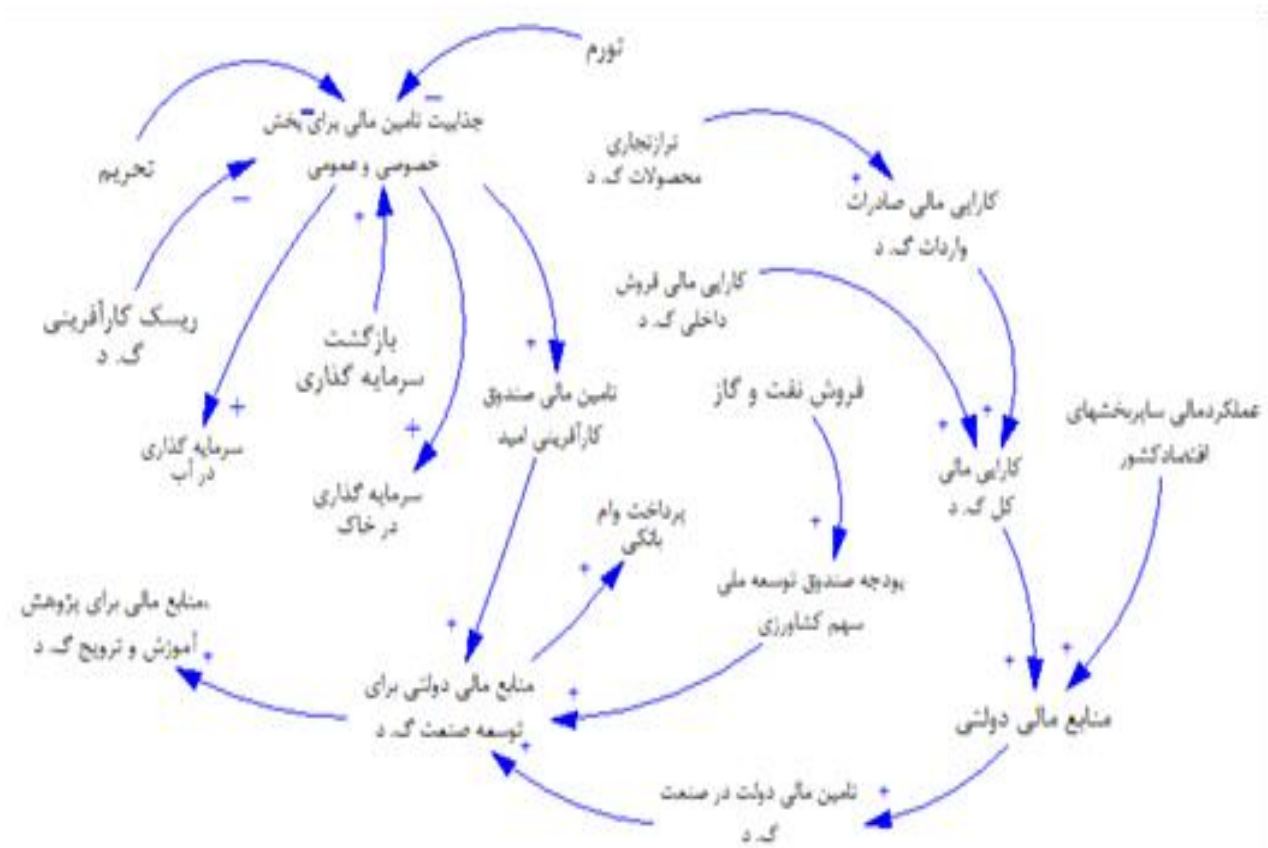 تورم
جذابیت تامین مالی برای بخش
خصوصی و عمومی
تحریم
ترازتجاری
محصولات گ. د
کارایی مالی صادرات
واردات گ. د
کارایی مالی فروش
داخلی گ. د
ریسک کارآفرینی
گ. د
بازگشت
سرمایه گذاری
تامین مالی صندوق
کارآفرینی امید
فروش نفت و گاز
عملکردمالی سایربخشهای
اقتصادکشور
سرمایه گذاری
در آب
سرمایه گذاری
در خاک
کارایی مالی
کل گ. د
پرداخت وام
بانکی
بودجه صندوق توسعه ملی
سهم کشاورزی
منابع مالی برای پژوهش
آموزش و ترویج گ. د
منابع مالی دولتی برای
توسعه صنعت گ. د
منابع مالی دولتی
تامین مالی دولت در صنعت
گ. د